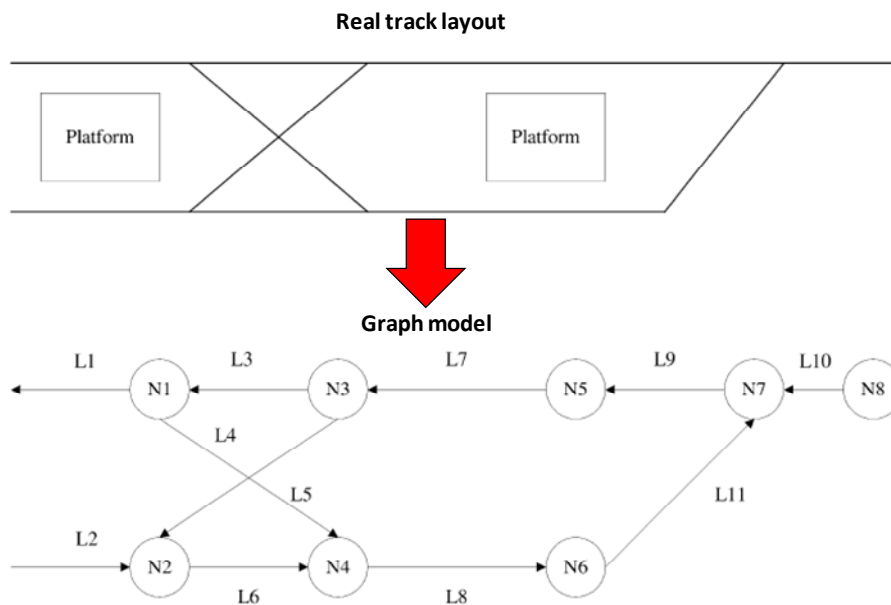 Real track layout
Platform
Platform
Graph model
L1
L3
L7
L9
L10
N1
N3
N5
N7
N8
L4
L5
L11
L2
N2
N4
N6
L6
L8